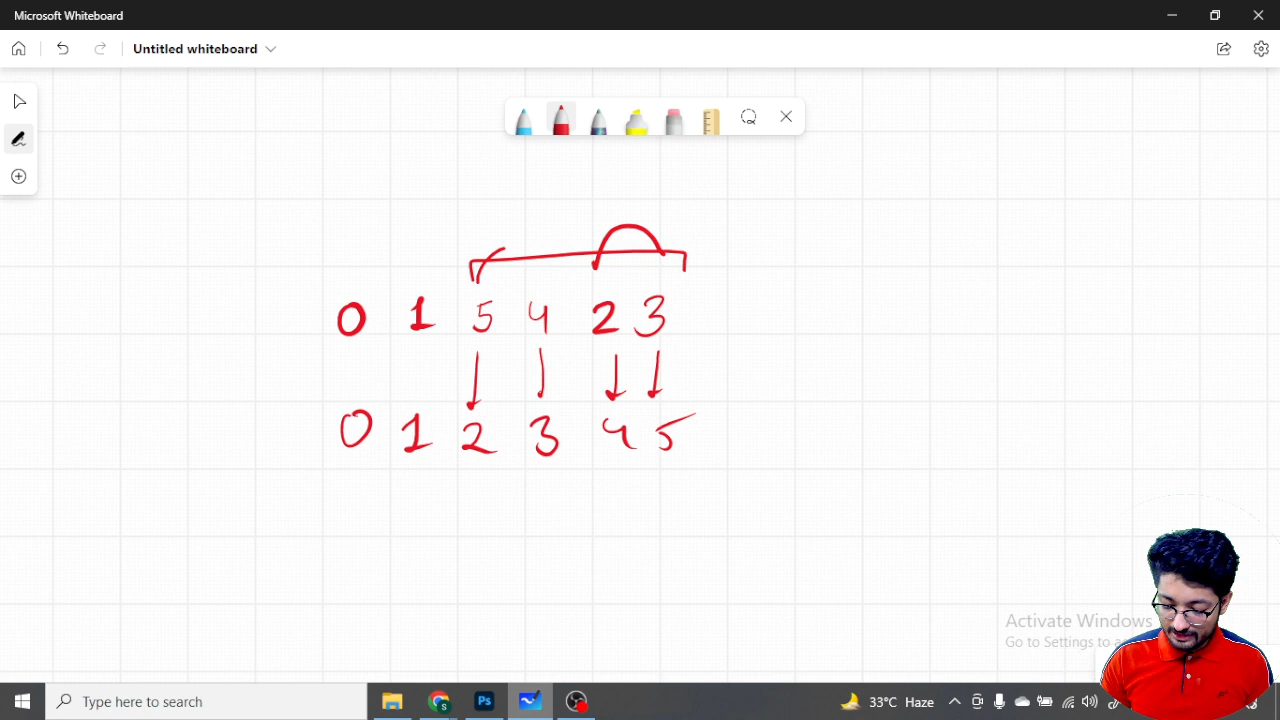 Microsoft Whiteboard
Untitled whiteboard
0 1 5 4 2 3
0 1 2 3 4 5
Activate Windows
Go to Settings to
Type here to search
Ps
33°C Haze